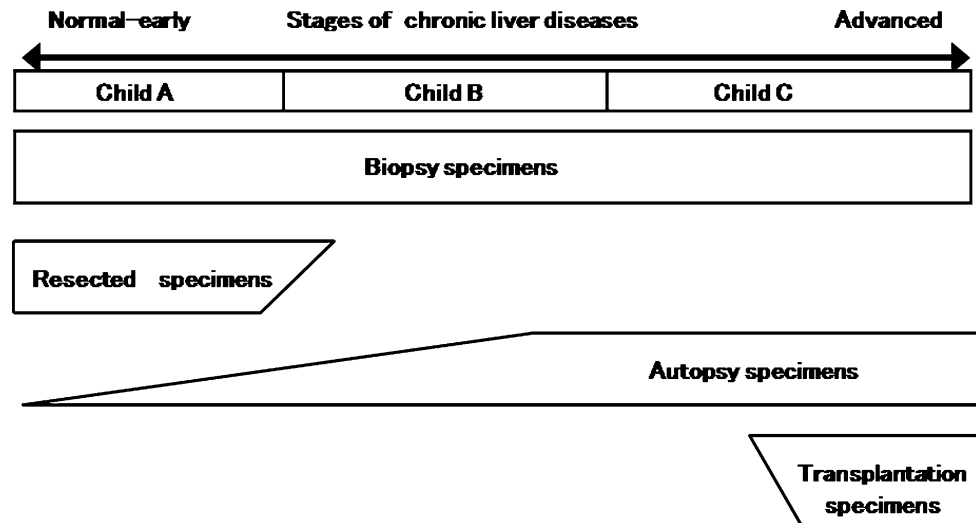 Normal-early Stages of chronic liver diseases Advanced
Child A Child B Child C
Biopsy specimens
Resected specimens
Autopsy specimens
Transplantation
specimens